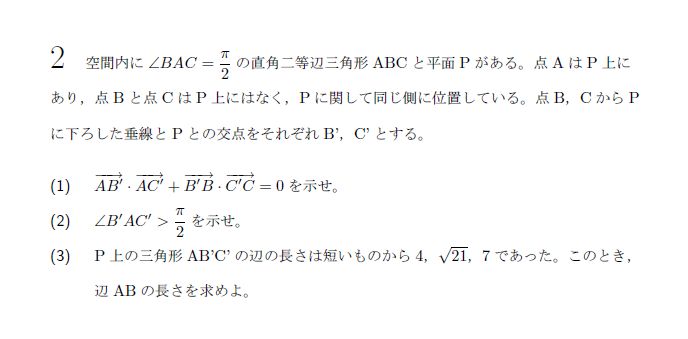 2 空間内に ∠BAC = π/2 の直角二等辺三角形 ABC と平面 P がある。点 A は P 上に
あり，点 B と点 C は P 上にはなく，P に関して同じ側に位置している。点 B，C から P
に下ろした垂線と P との交点をそれぞれ B'，C' とする。
(1) $\overrightarrow{AB'} \cdot \overrightarrow{AC'} + \overrightarrow{B'B} \cdot \overrightarrow{C'C} = 0$ を示せ。
(2) ∠B'AC' > π/2 を示せ。
(3) P 上の三角形 AB'C' の辺の長さは短いものから 4，√21，7 であった。このとき，
辺 AB の長さを求めよ。